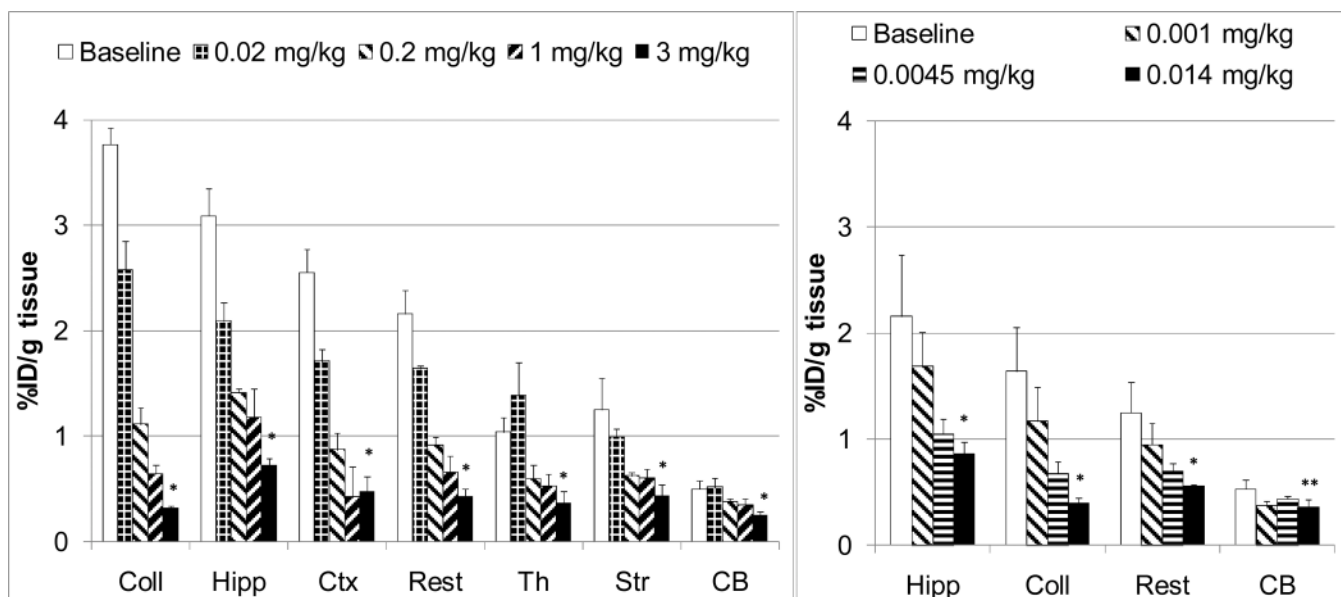 Baseline 0.02 mg/kg 0.2 mg/kg 1 mg/kg 3 mg/kg
4
3
2
1
0
%ID/g tissue
* * * * * * *
Coll Hipp Ctx Rest Th Str CB
Baseline 0.001 mg/kg
0.0045 mg/kg 0.014 mg/kg
4
3
2
1
0
%ID/g tissue
* * * **
Hipp Coll Rest CB